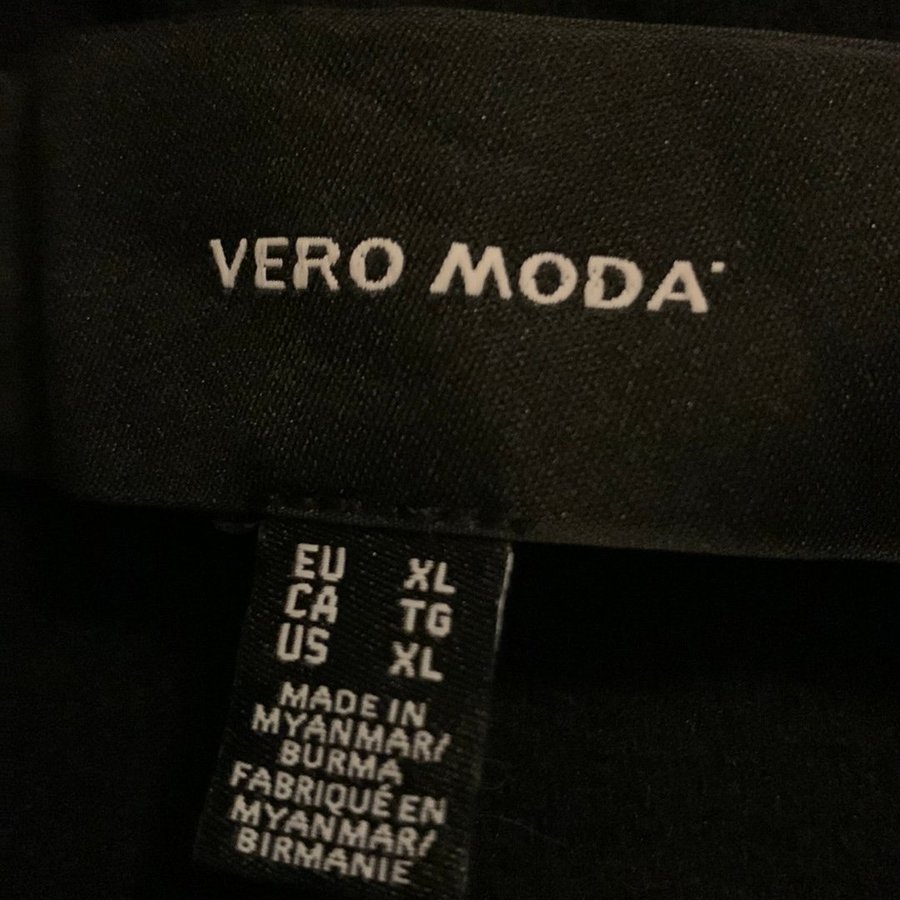 VERO MODA
EU XL
CA TG
US XL
MADE IN
MYANMAR/
BURMA
FABRIQUÉ EN
MYANMAR/
BIRMANIE